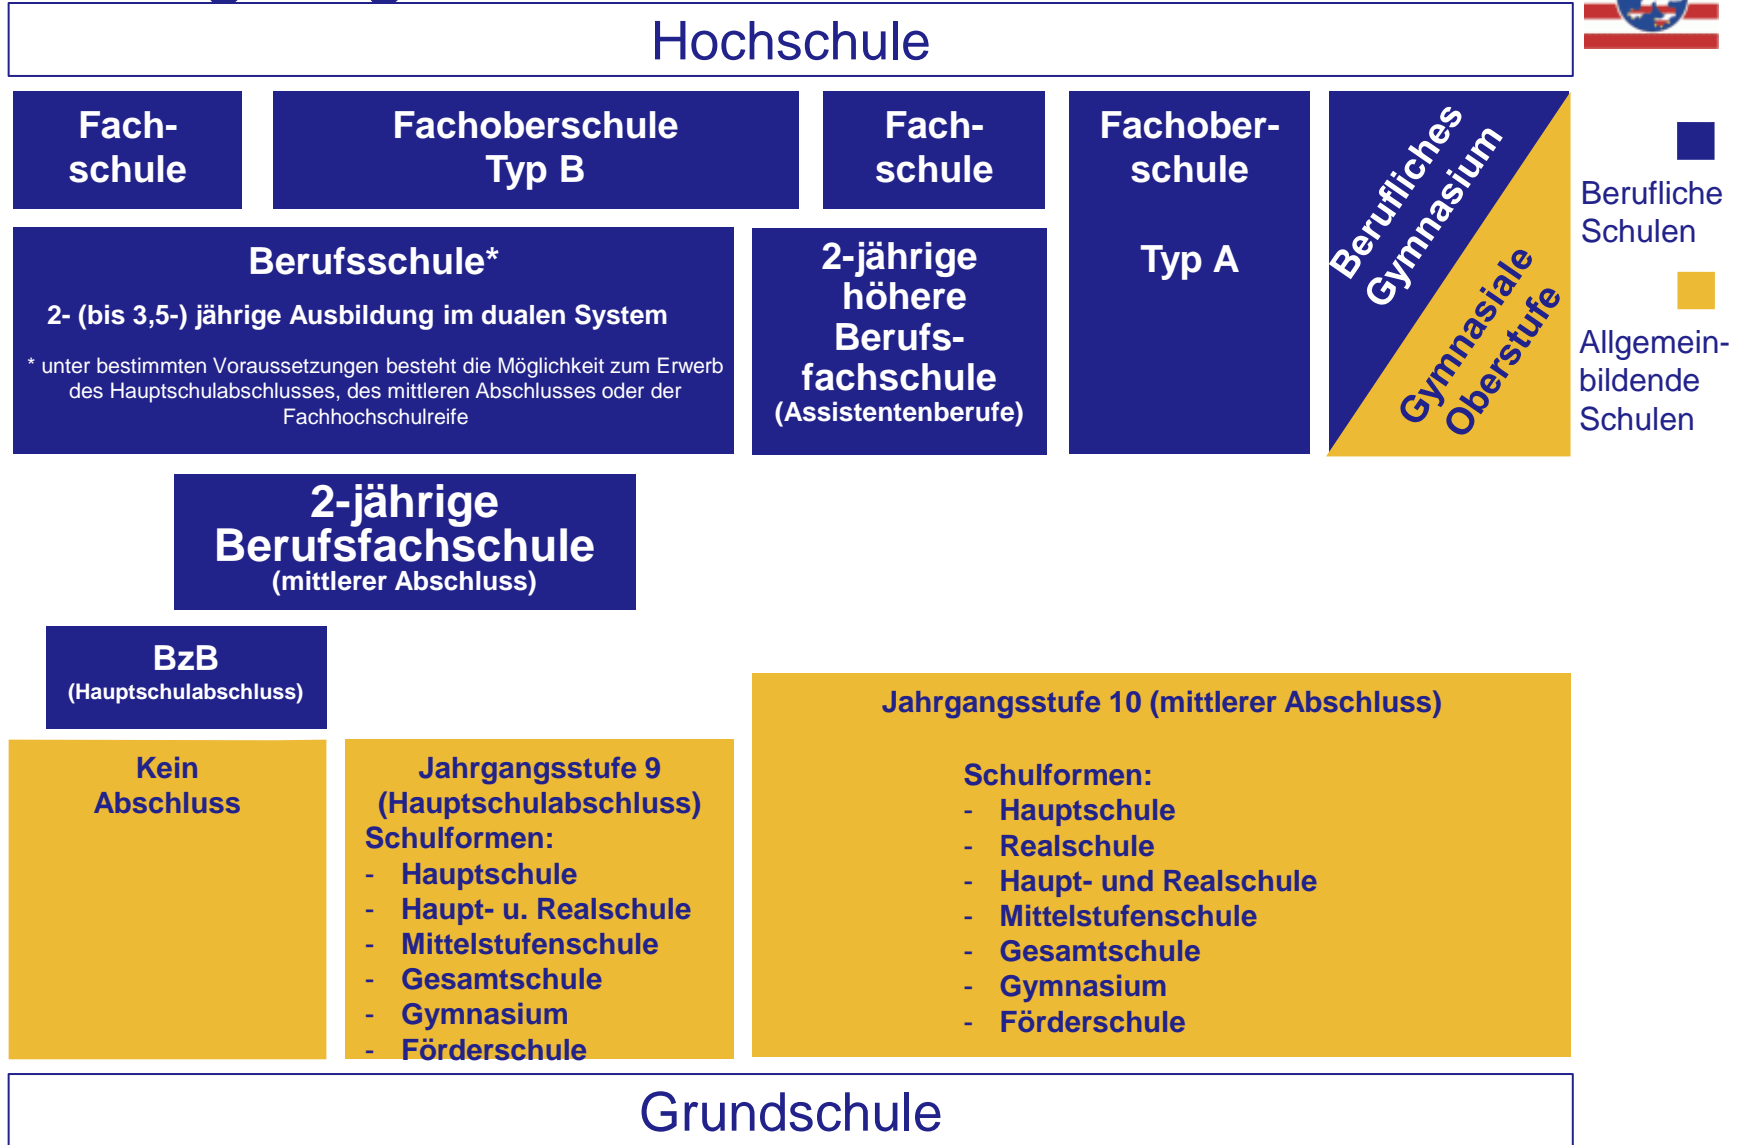 Hochschule
Fach-
schule
Fachoberschule
Typ B
Fach-
schule
Fachober-
schule
Typ A
Berufliches
Gymnasium
Gymnasiale
Oberstufe
Berufliche
Schulen
Allgemein-
bildende
Schulen
Berufsschule*
2- (bis 3,5-) jährige Ausbildung im dualen System
* unter bestimmten Voraussetzungen besteht die Möglichkeit zum Erwerb
des Hauptschulabschlusses, des mittleren Abschlusses oder der
Fachhochschulreife
2-jährige
höhere
Berufs-
fachschule
(Assistentenberufe)
2-jährige
Berufsfachschule
(mittlerer Abschluss)
BzB
(Hauptschulabschluss)
Kein
Abschluss
Jahrgangsstufe 9
(Hauptschulabschluss)
Schulformen:
- Hauptschule
- Haupt- u. Realschule
- Mittelstufenschule
- Gesamtschule
- Gymnasium
- Förderschule
Jahrgangsstufe 10 (mittlerer Abschluss)
Schulformen:
- Hauptschule
- Realschule
- Haupt- und Realschule
- Mittelstufenschule
- Gesamtschule
- Gymnasium
- Förderschule
Grundschule